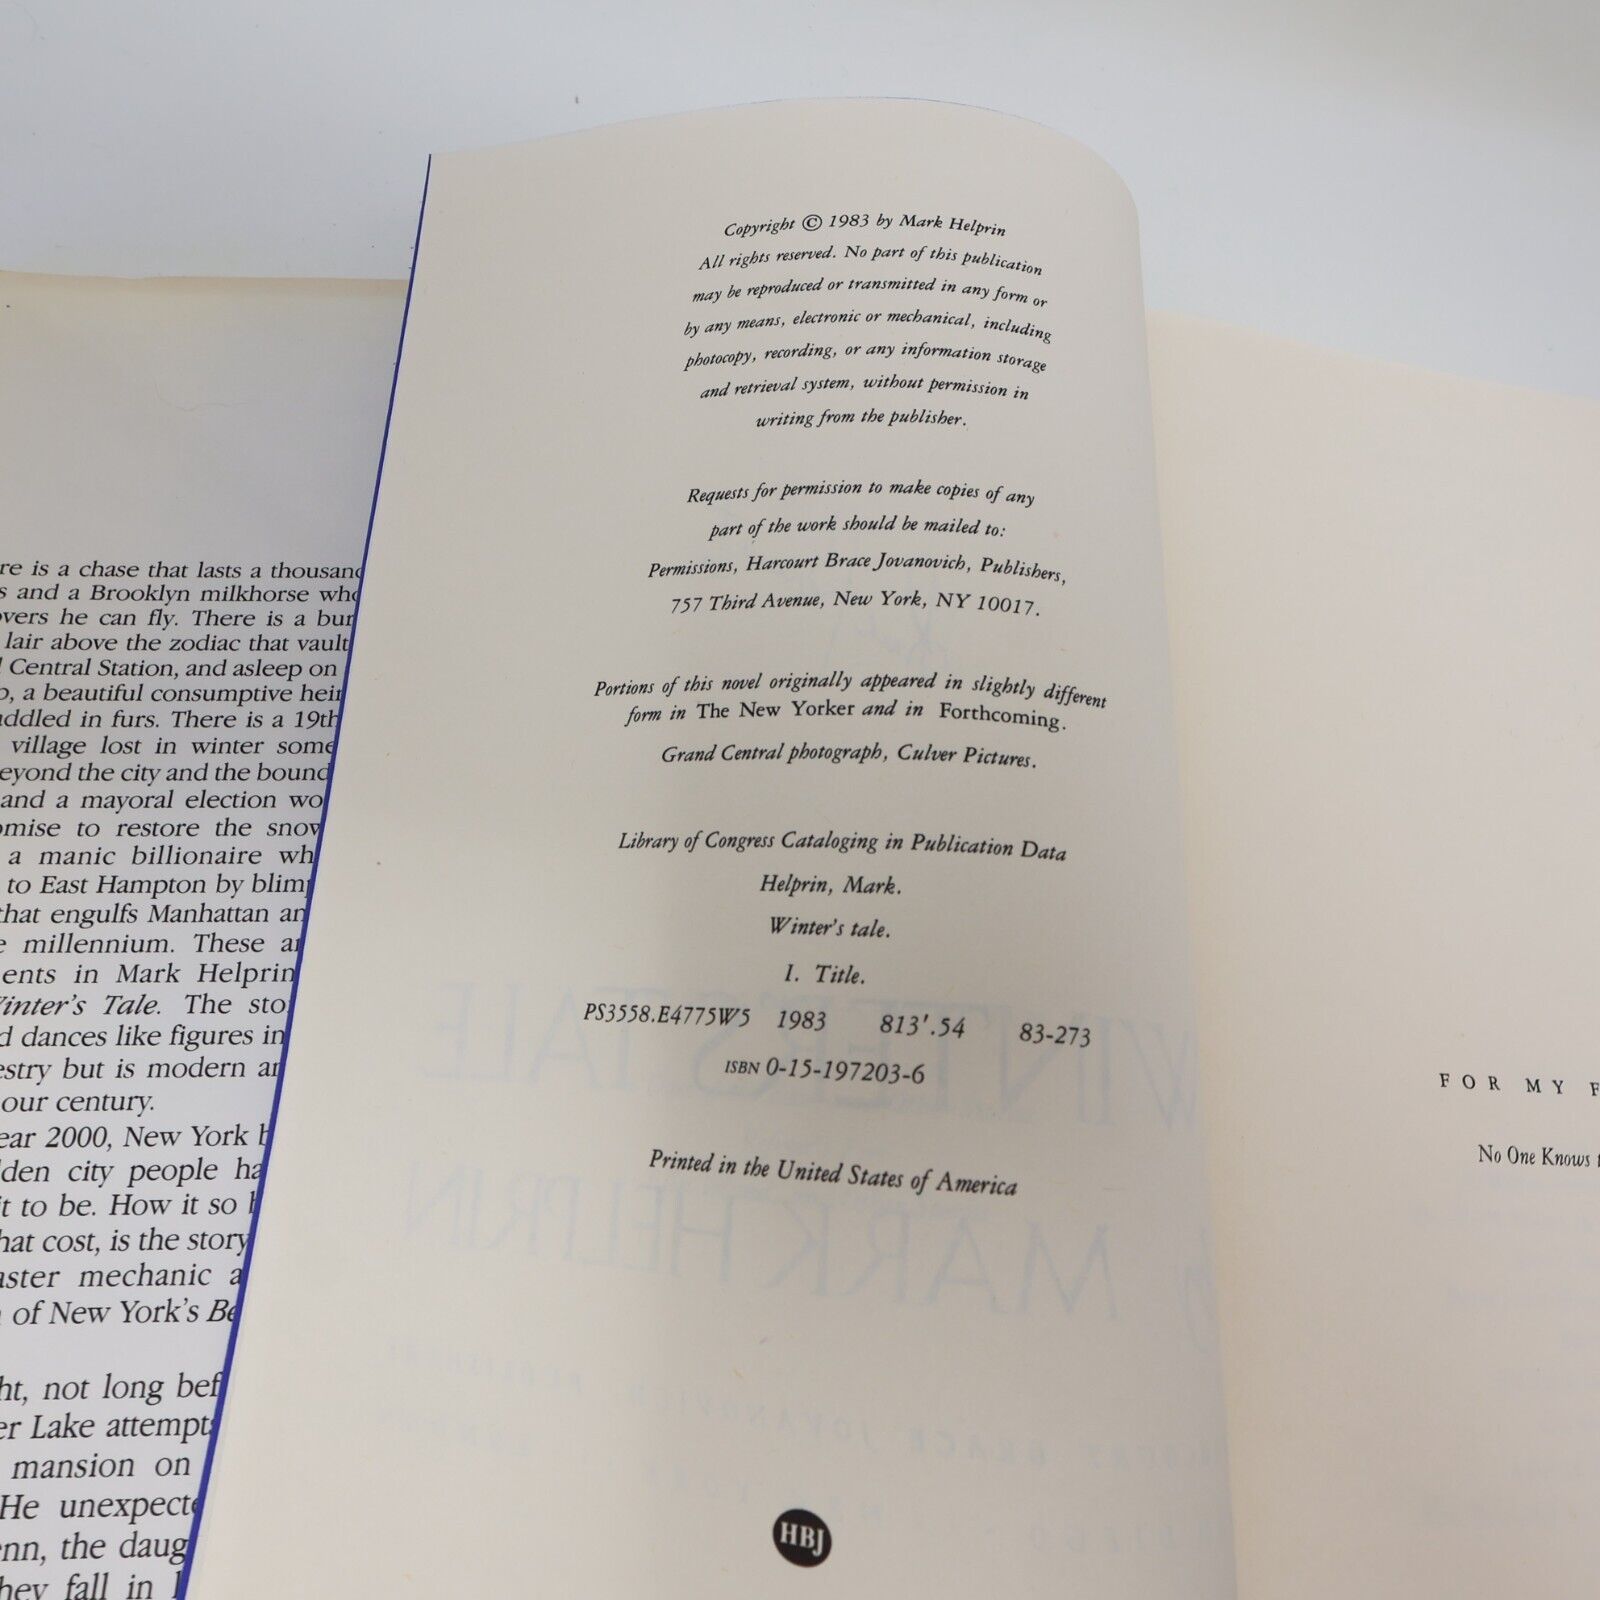 re is a chase that lasts a thousand
s and a Brooklyn milkhorse who
overs he can fly. There is a bur
lair above the zodiac that vault
l Central Station, and asleep on
p, a beautiful consumptive heir
uddled in furs. There is a 19th
village lost in winter some
eyond the city and the bound
and a mayoral election wo
omise to restore the snow
a manic billionaire wh
to East Hampton by blimp
that engulfs Manhattan an
e millennium. These ar
ents in Mark Helprin
Winter's Tale. The sto
d dances like figures in
estry but is modern an
our century.
ear 2000, New York b
lden city people ha
it to be. How it so b
hat cost, is the story
aster mechanic a
n of New York's Be
ht, not long bef
er Lake attempts
mansion on
He unexpecte
enn, the daug
hey fall in l
Copyright © 1983 by Mark Helprin
All rights reserved. No part of this publication
may be reproduced or transmitted in any form or
by any means, electronic or mechanical, including
photocopy, recording, or any information storage
and retrieval system, without permission in
writing from the publisher.
Requests for permission to make copies of any
part of the work should be mailed to:
Permissions, Harcourt Brace Jovanovich, Publishers,
757 Third Avenue, New York, NY 10017.
Portions of this novel originally appeared in slightly different
form in The New Yorker and in Forthcoming.
Grand Central photograph, Culver Pictures.
Library of Congress Cataloging in Publication Data
Helprin, Mark.
Winter's tale.
I. Title.
PS3558.E4775W5 1983 813'.54 83-273
ISBN 0-15-197203-6
Printed in the United States of America
HBJ
FOR MY F
No One Knows t